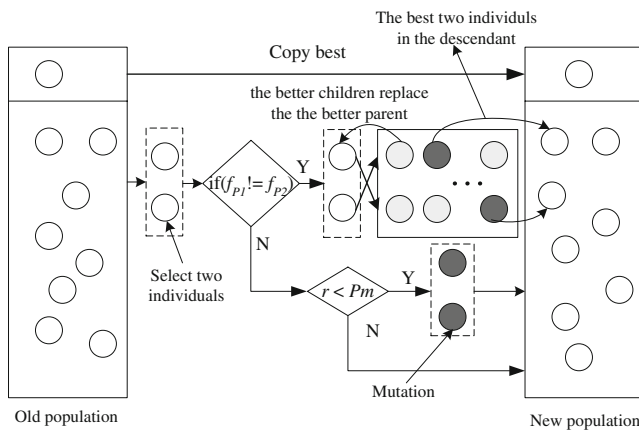 The best two individuls
in the descendant
Copy best
the better children replace
the the better parent
if(fP1!= fP2)
Y
N
Select two
individuals
r < Pm
Y
N
Mutation
Old population
New population